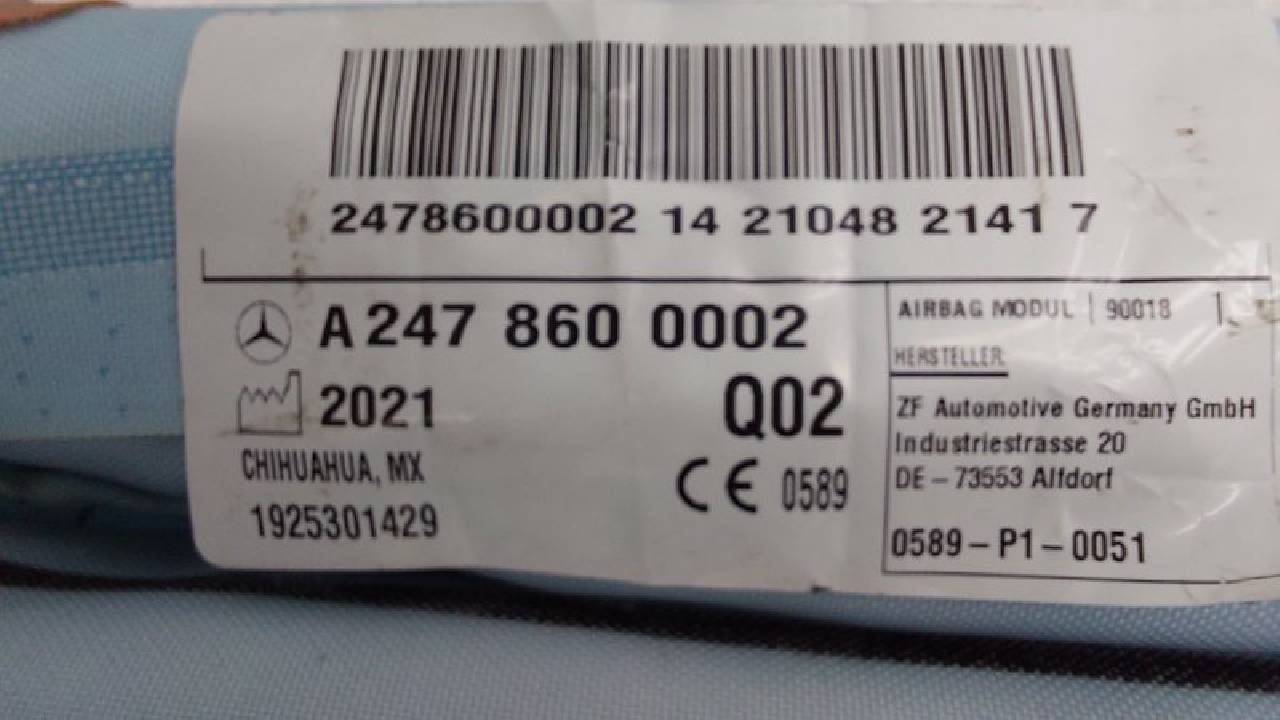 2478600002 14 21048 2141 7
A 247 860 0002
2021
Q02
CHIHUAHUA, MX
CE 0589
1925301429
AIRBAG MODUL | 90018
HERSTELLER
ZF Automotive Germany GmbH
Industriestrasse 20
DE - 73553 Alfdorf
0589 - P1 - 0051